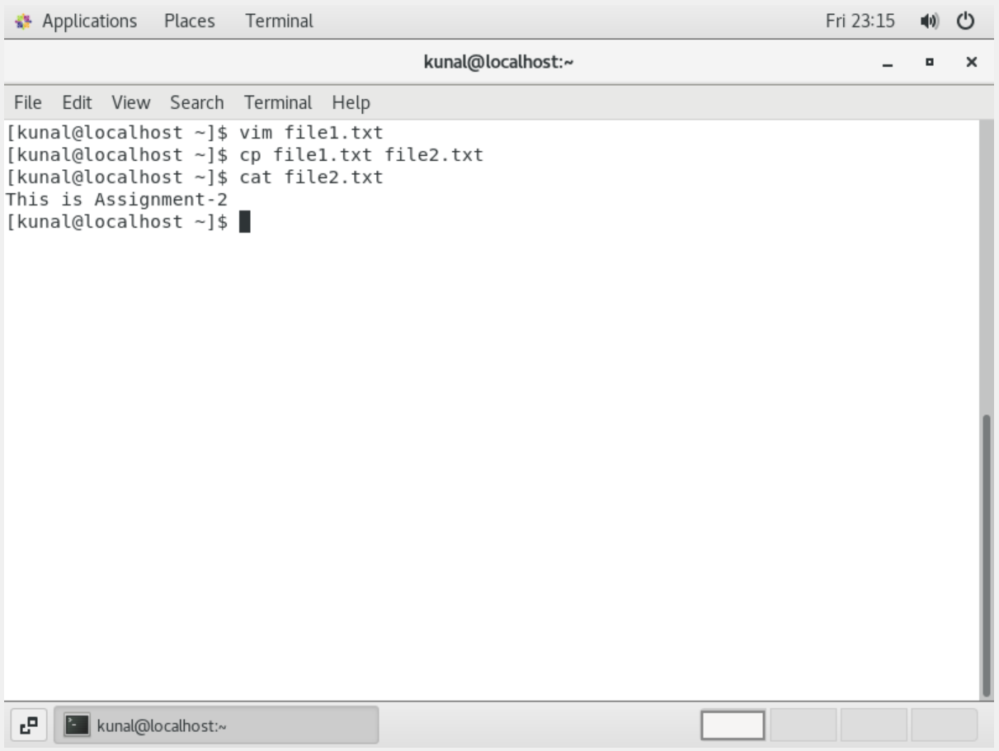 Applications Places Terminal Fri 23:15
kunal@localhost:~
File Edit View Search Terminal Help
[kunal@localhost ~]$ vim file1.txt
[kunal@localhost ~]$ cp file1.txt file2.txt
[kunal@localhost ~]$ cat file2.txt
This is Assignment-2
[kunal@localhost ~]$
kunal@localhost:~